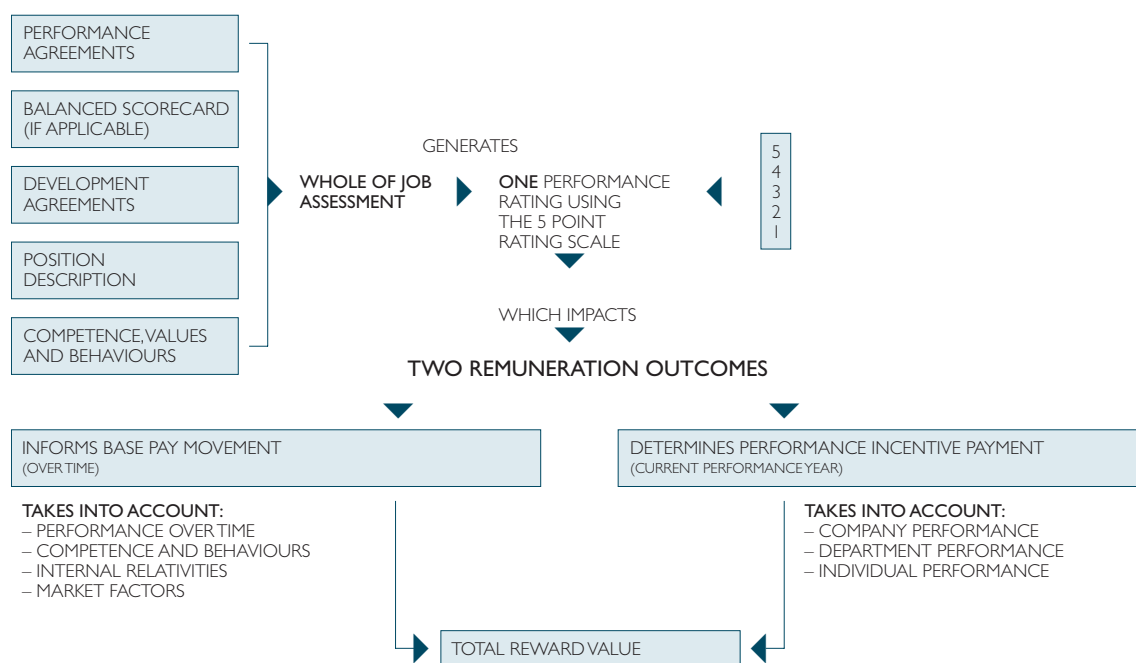 PERFORMANCE
AGREEMENTS
BALANCED SCORECARD
(IF APPLICABLE)
DEVELOPMENT
AGREEMENTS
POSITION
DESCRIPTION
COMPETENCE, VALUES
AND BEHAVIOURS
WHOLE OF JOB
ASSESSMENT
GENERATES
ONE PERFORMANCE
RATING USING
THE 5 POINT
RATING SCALE
5
4
3
2
1
WHICH IMPACTS
TWO REMUNERATION OUTCOMES
INFORMS BASE PAY MOVEMENT
(OVER TIME)
TAKES INTO ACCOUNT:
– PERFORMANCE OVER TIME
– COMPETENCE AND BEHAVIOURS
– INTERNAL RELATIVITIES
– MARKET FACTORS
DETERMINES PERFORMANCE INCENTIVE PAYMENT
(CURRENT PERFORMANCE YEAR)
TAKES INTO ACCOUNT:
– COMPANY PERFORMANCE
– DEPARTMENT PERFORMANCE
– INDIVIDUAL PERFORMANCE
TOTAL REWARD VALUE